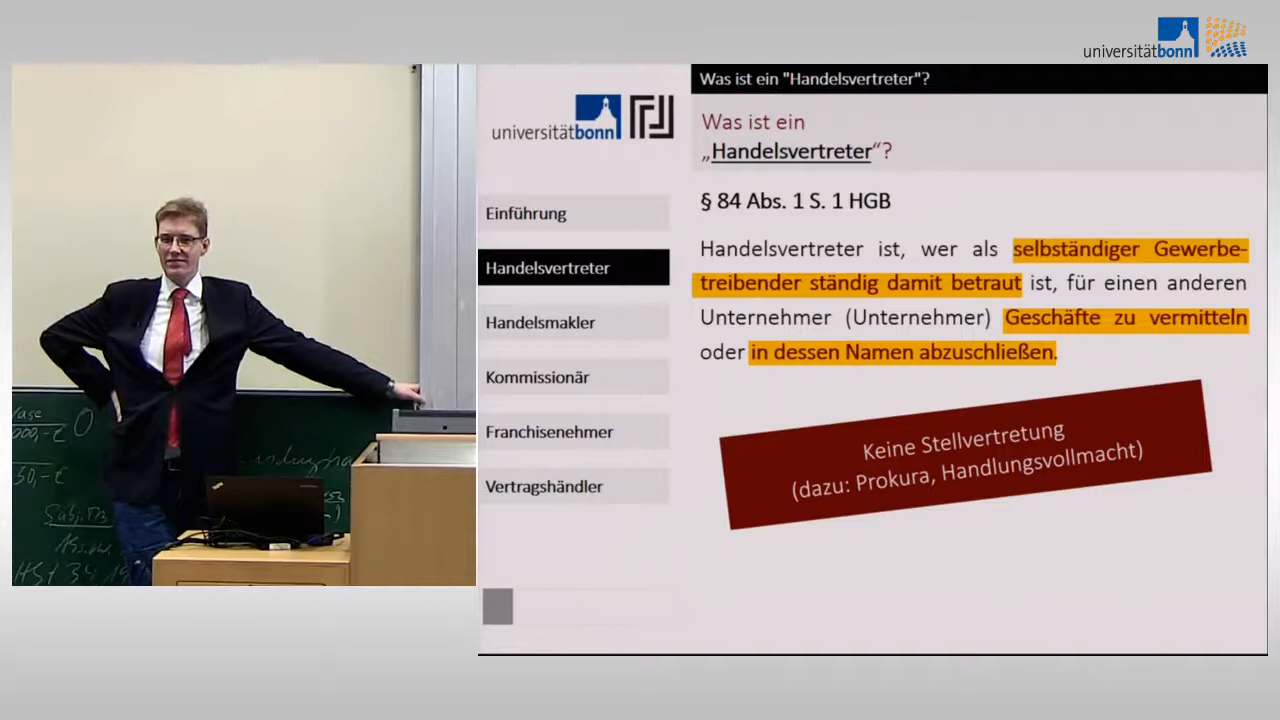 universitätbonn
Was ist ein "Handelsvertreter"?
universitätbonn
Was ist ein
„Handelsvertreter“?
§ 84 Abs. 1 S. 1 HGB
Einführung
Handelsvertreter
Handelsmakler
Kommissionär
Franchisenehmer
Vertragshändler
Handelsvertreter ist, wer als selbständiger Gewerbe-
treibender ständig damit betraut ist, für einen anderen
Unternehmer (Unternehmer) Geschäfte zu vermitteln
oder in dessen Namen abzuschließen.
Keine Stellvertretung
(dazu: Prokura, Handlungsvollmacht)
000,-€
30,-€